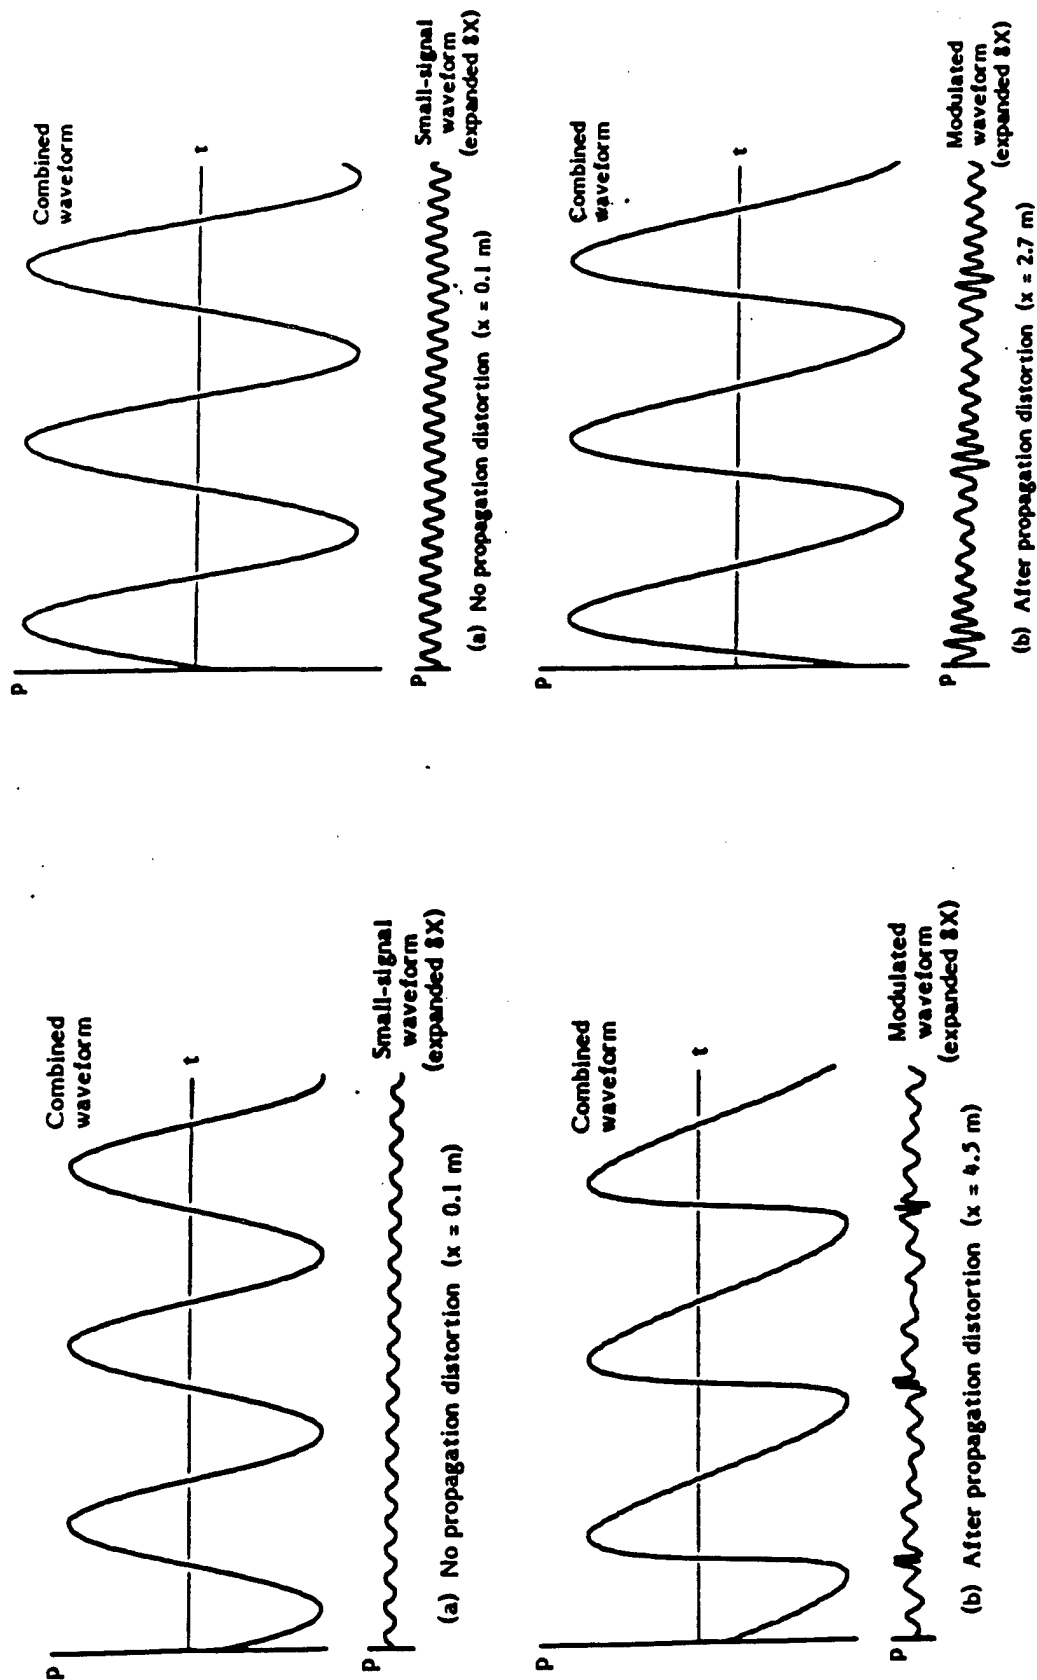 P
Combined
waveform
t
P
Small-signal
waveform
(expanded 8X)
(a) No propagation distortion (x = 0.1 m)
P
Combined
waveform
t
P
Modulated
waveform
(expanded 8X)
(b) After propagation distortion (x = 4.5 m)
P
Combined
waveform
t
P
Small-signal
waveform
(expanded 8X)
(a) No propagation distortion (x = 0.1 m)
P
Combined
waveform
t
P
Modulated
waveform
(expanded 8X)
(b) After propagation distortion (x = 2.7 m)